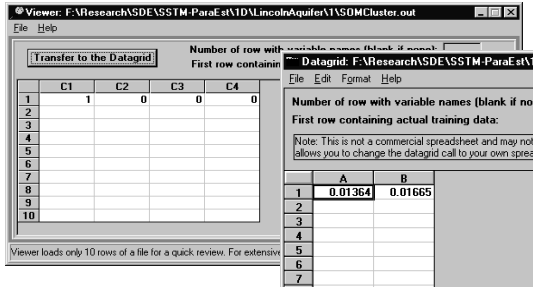 Viewer: F:\Research\SDE\SSTM-ParaEst\1D\LincolnAquifer\1\SOMCluster.out
File Help
Transfer to the Datagrid
Number of row with variable names (blank if none):
First row containin
C1 C2 C3 C4
1 1 0 0 0
2
3
4
5
6
7
8
9
10
Viewer loads only 10 rows of a file for a quick review. For extensive
Datagrid: F:\Research\SDE\SSTM-ParaEst\1
File Edit Format Help
Number of row with variable names (blank if no
First row containing actual training data:
Note: This is not a commercial spreadsheet and may not
allows you to change the datagrid call to your own sprea
A B
1 0.01364 0.01665
2
3
4
5
6
7